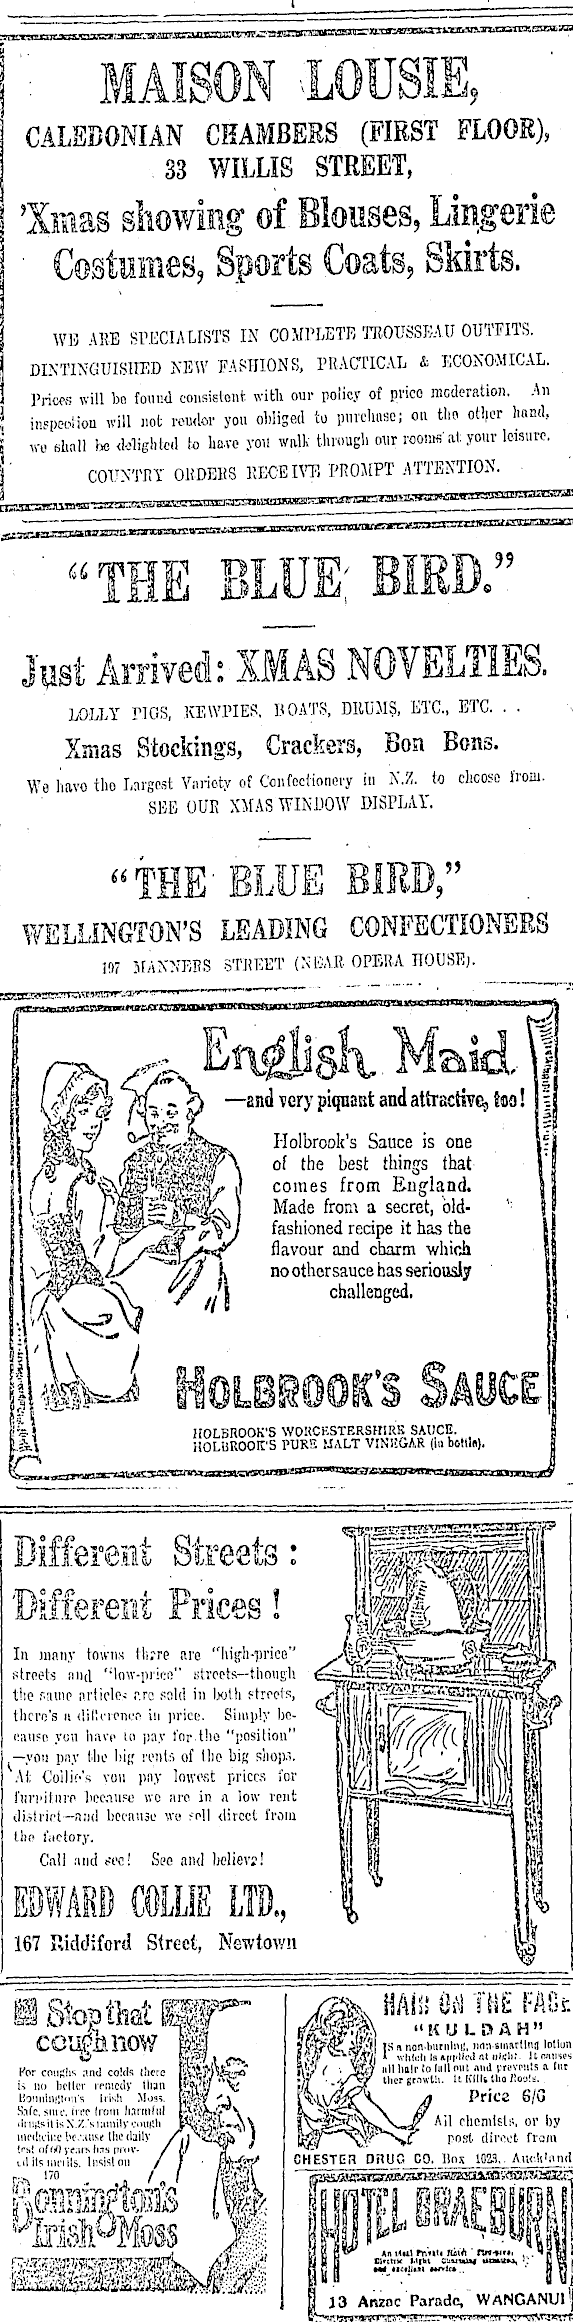 MAISON LOUSIE,
CALEDONIAN CHAMBERS (FIRST FLOOR),
33 WILLIS STREET,
'Xmas showing of Blouses, Lingerie
Costumes, Sports Coats, Skirts.
WE ARE SPECIALISTS IN COMPLETE TROUSSEAU OUTFITS.
DINTINGUISHED NEW FASHIONS, PRACTICAL & ECONOMICAL.
Prices will be found consistent with our policy of price moderation. An
inspection will not render you obliged to purchase; on the other hand,
we shall be delighted to have you walk through our rooms at your leisure.
COUNTRY ORDERS RECEIVE PROMPT ATTENTION.
"THE BLUE BIRD."
Just Arrived: XMAS NOVELTIES.
LOLLY PIGS, KEWPIES, BOATS, DRUMS, ETC., ETC. . .
Xmas Stockings, Crackers, Bon Bons.
We have the Largest Variety of Confectionery in N.Z. to choose from.
SEE OUR XMAS WINDOW DISPLAY.
"THE BLUE BIRD,"
WELLINGTON'S LEADING CONFECTIONERS
197 MANNERS STREET (NEAR OPERA HOUSE).
English Maid
—and very piquant and attractive, too!
Holbrook's Sauce is one
of the best things that
comes from England.
Made from a secret, old-
fashioned recipe it has the
flavour and charm which
no other sauce has seriously
challenged.
HOLBROOK'S SAUCE
HOLBROOK'S WORCESTERSHIRE SAUCE.
HOLBROOK'S PURE MALT VINEGAR (in bottle).
Different Streets:
Different Prices!
In many towns there are "high-price"
streets and "low-price" streets—though
the same articles are sold in both streets,
there's a difference in price. Simply be-
cause you have to pay for the "position"
—you pay the big rents of the big shops.
At Collie's you pay lowest prices for
furniture because we are in a low rent
district—and because we sell direct from
the factory.
Call and see! See and believe!
EDWARD COLLIE LTD.,
167 Riddiford Street, Newtown
Stop that
cough now
For coughs and colds there
is no better remedy than
Bonnington's Irish Moss.
Safe, sure, free from harmful
drugs it is N.Z.'s family cough
medicine because the daily
test of 60 years has prov-
ed its merits. Insist on
170
Bonnington's
Irish Moss
HAIR ON THE FACE
"KULDAH"
IS a non-burning, non-smarting lotion
which is applied at night. It causes
all hair to fall out and prevents a fur
ther growth. It Kills the Roots.
Price 6/6
All chemists, or by
post direct from
CHESTER DRUG CO. Box 1023, Auckland
HOTEL BRAEBURN
An Ideal Private Hotel Fire-proof
Electric Light
and excellent service
13 Anzac Parade, WANGANUI